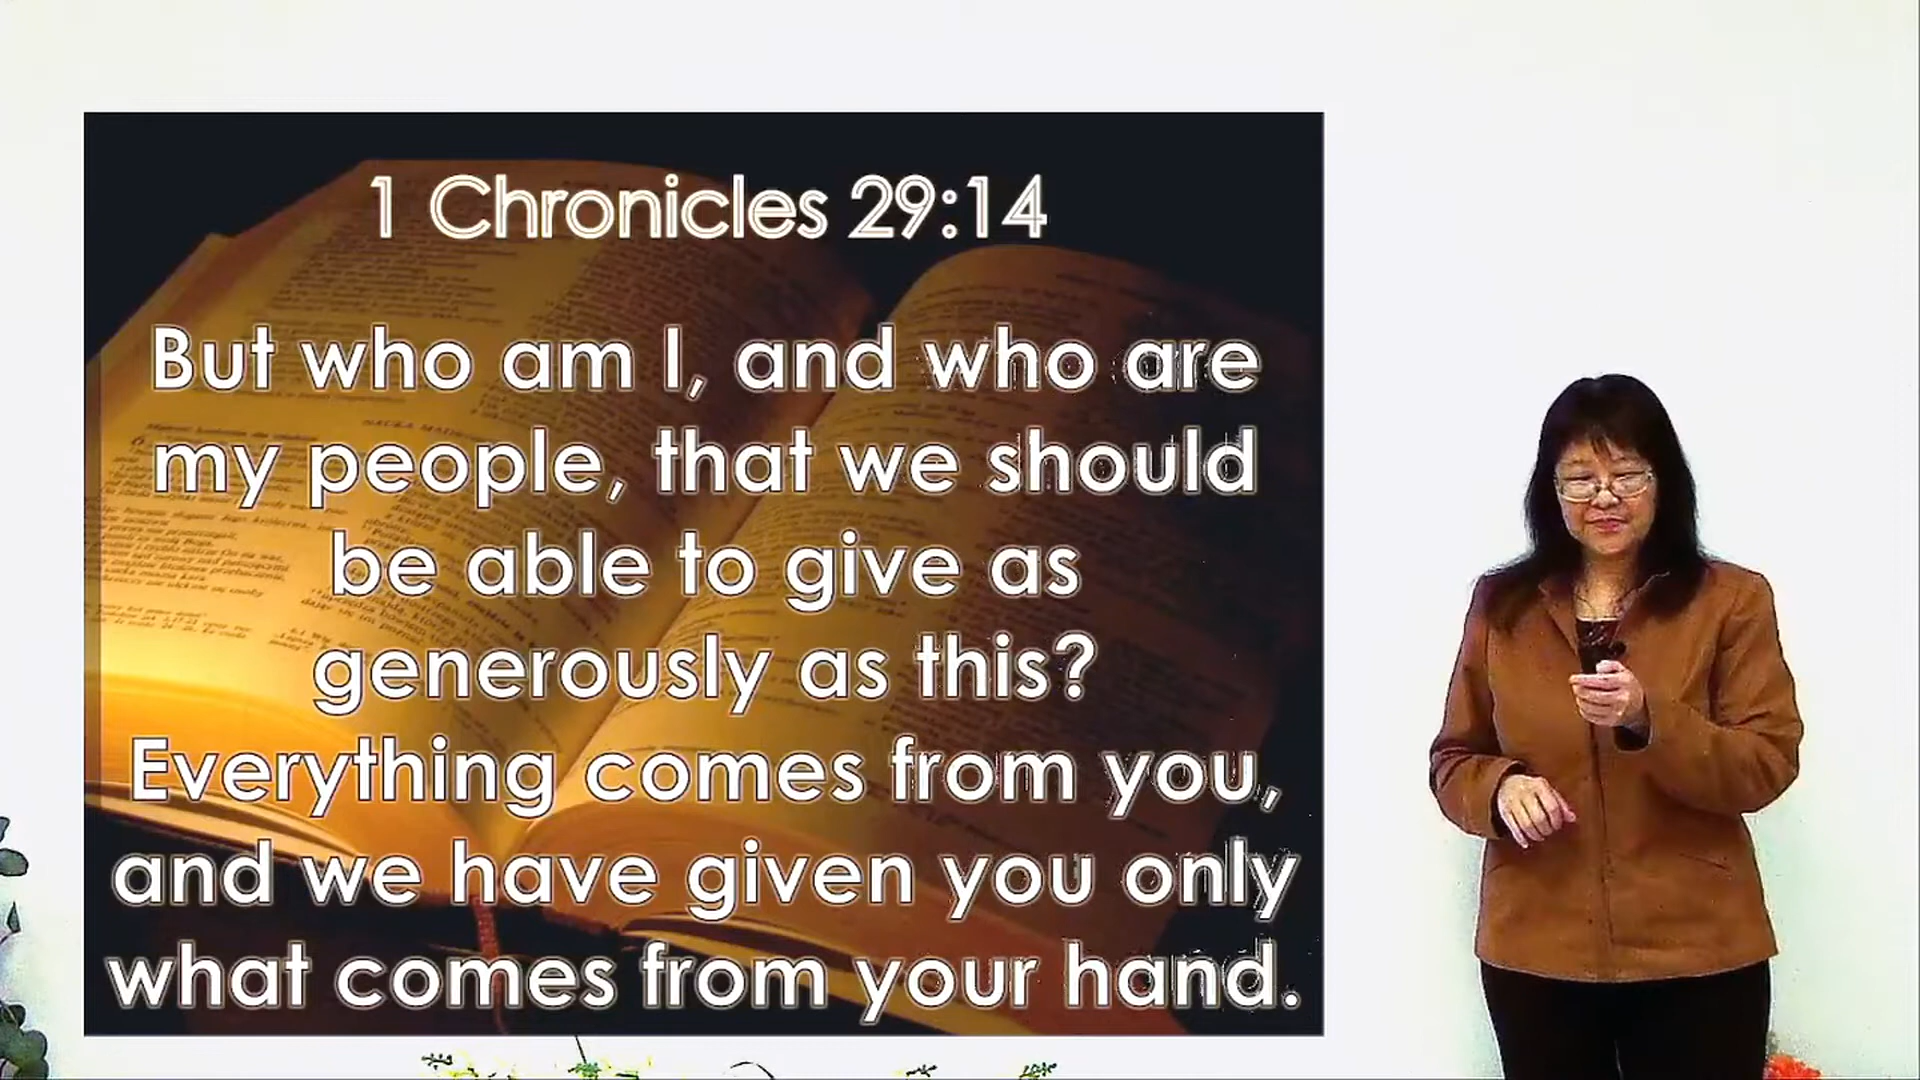 1 Chronicles 29:14
But who am I, and who are
my people, that we should
be able to give as
generously as this?
Everything comes from you,
and we have given you only
what comes from your hand.